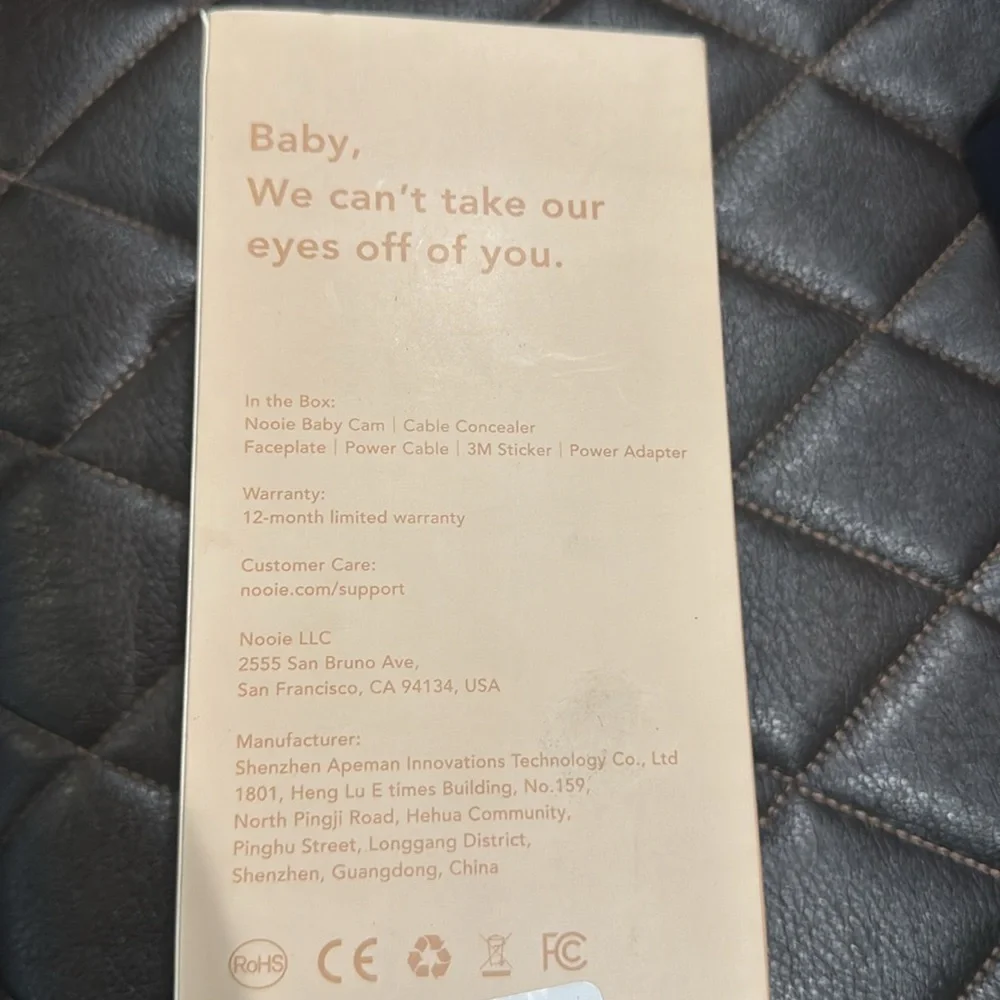 Baby,
We can't take our
eyes off of you.
In the Box:
Nooie Baby Cam | Cable Concealer
Faceplate | Power Cable | 3M Sticker | Power Adapter
Warranty:
12-month limited warranty
Customer Care:
nooie.com/support
Nooie LLC
2555 San Bruno Ave,
San Francisco, CA 94134, USA
Manufacturer:
Shenzhen Apeman Innovations Technology Co., Ltd
1801, Heng Lu E times Building, No.159,
North Pingji Road, Hehua Community,
Pinghu Street, Longgang District,
Shenzhen, Guangdong, China
RoHS CE FC